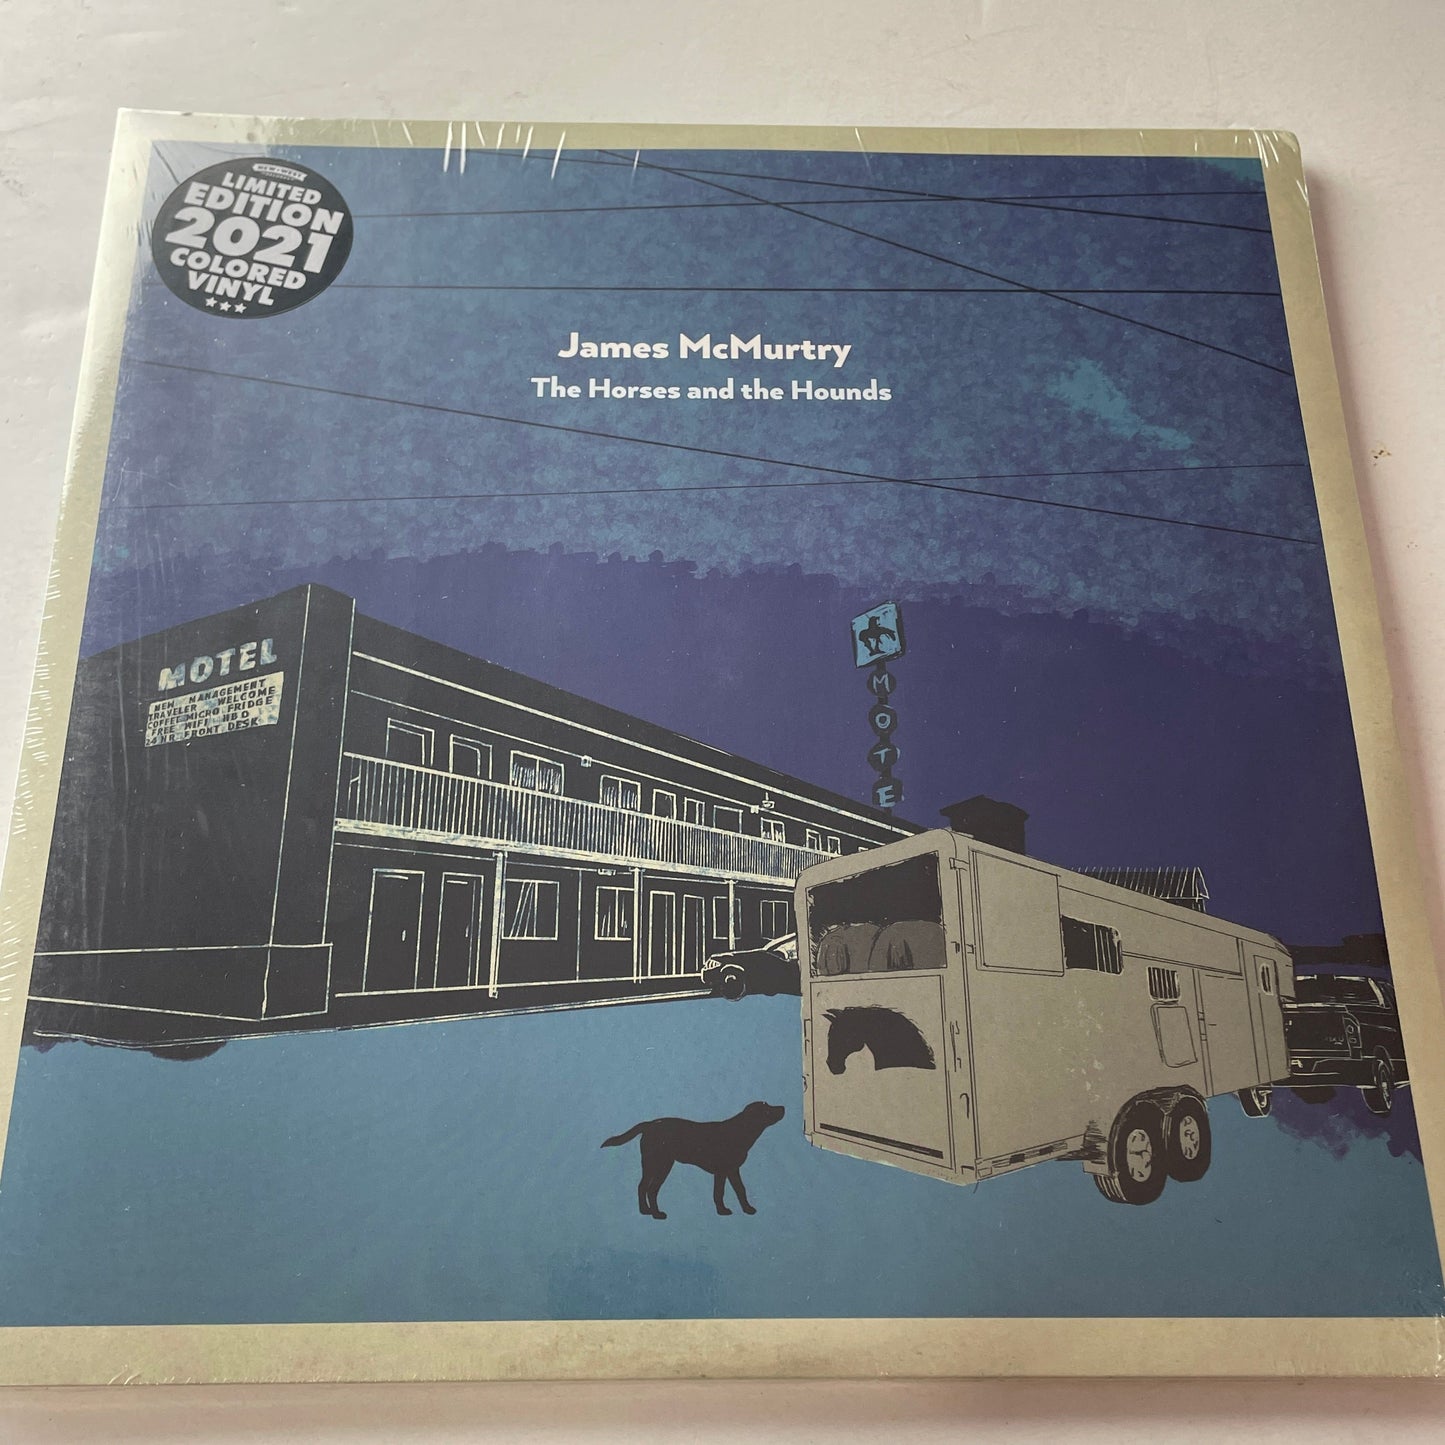 NEW WEST
RECORDS
LIMITED
EDITION
2021
COLORED
VINYL
James McMurtry
The Horses and the Hounds
MOTEL
NEW MANAGEMENT
TRAVELER WELCOME
COFFEE MICRO FRIDGE
FREE WIFI HBO
24 HR FRONT DESK
M
O
T
E